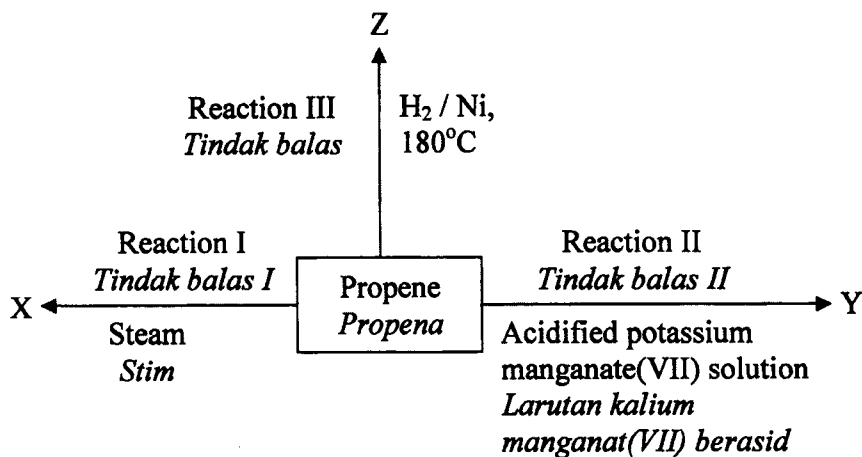 Z
Reaction III
Tindak balas
H₂ / Ni,
180°C
Reaction I
Tindak balas I
X
Steam
Stim
Propene
Propena
Reaction II
Tindak balas II
Y
Acidified potassium
manganate(VII) solution
Larutan kalium
manganat(VII) berasid